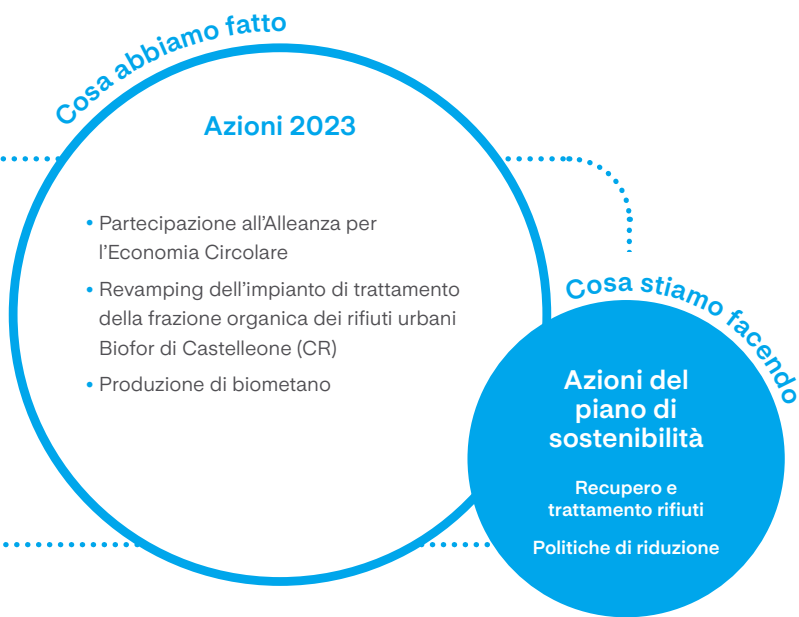 Cosa abbiamo fatto
Azioni 2023
• Partecipazione all’Alleanza per
l’Economia Circolare
• Revamping dell’impianto di trattamento
della frazione organica dei rifiuti urbani
Biofor di Castelleone (CR)
• Produzione di biometano
Cosa stiamo facendo
Azioni del
piano di
sostenibilità
Recupero e
trattamento rifiuti
Politiche di riduzione